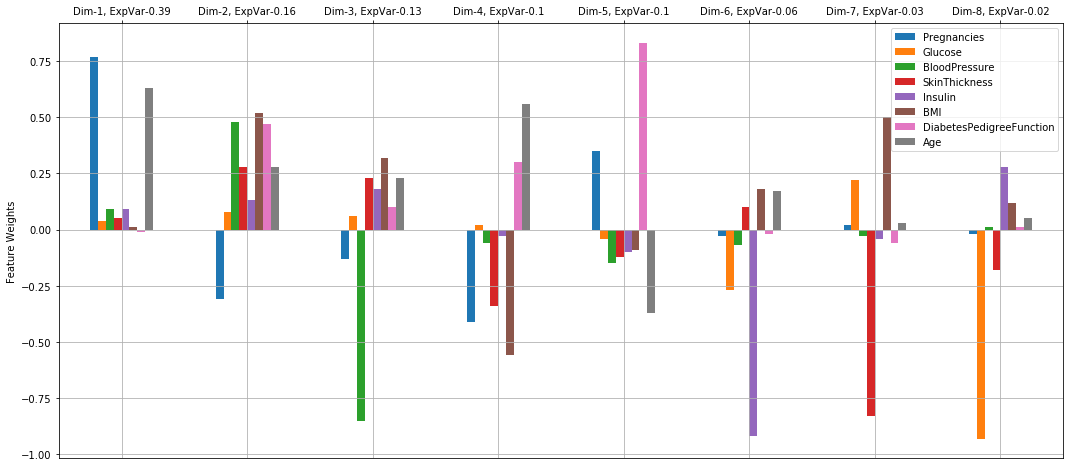 Dim-1, ExpVar-0.39 Dim-2, ExpVar-0.16 Dim-3, ExpVar-0.13 Dim-4, ExpVar-0.1 Dim-5, ExpVar-0.1 Dim-6, ExpVar-0.06 Dim-7, ExpVar-0.03 Dim-8, ExpVar-0.02
Pregnancies
Glucose
BloodPressure
SkinThickness
Insulin
BMI
DiabetesPedigreeFunction
Age
Feature Weights
0.75
0.50
0.25
0.00
−0.25
−0.50
−0.75
−1.00